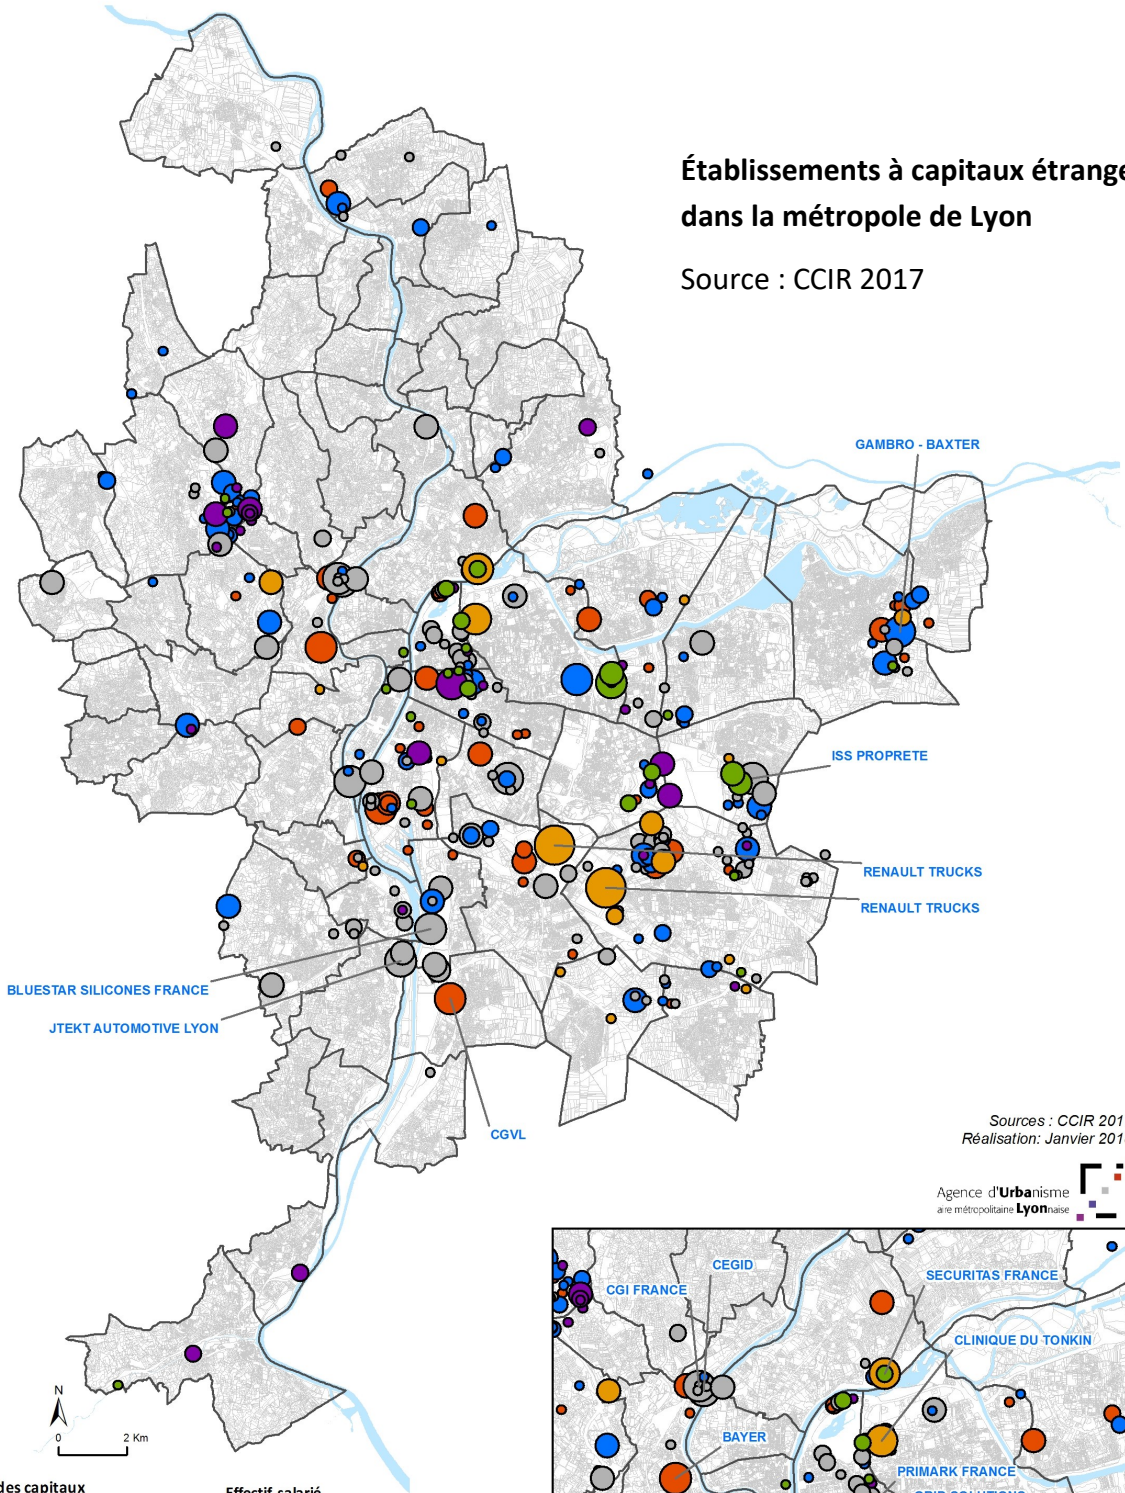 Établissements à capitaux étrange
dans la métropole de Lyon
Source : CCIR 2017
GAMBRO - BAXTER
ISS PROPRETE
RENAULT TRUCKS
RENAULT TRUCKS
BLUESTAR SILICONES FRANCE
JTEKT AUTOMOTIVE LYON
CGVL
Sources : CCIR 201
Réalisation: Janvier 201
Agence d'Urbanisme
aire métropolitaine Lyonnaise
CEGID
CGI FRANCE
SECURITAS FRANCE
CLINIQUE DU TONKIN
BAYER
PRIMARK FRANCE
GRID SOLUTIONS
N
0 2 Km
des capitaux
Effectif salarié